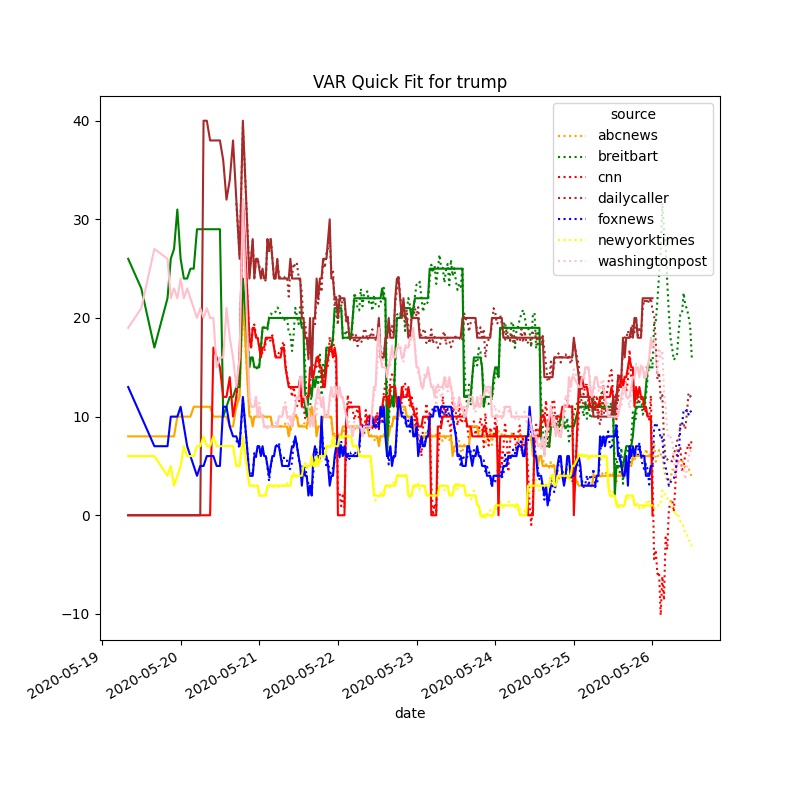 VAR Quick Fit for trump
source
abcnews
breitbart
cnn
dailycaller
foxnews
newyorktimes
washingtonpost
40
30
20
10
0
−10
2020-05-19
2020-05-20
2020-05-21
2020-05-22
2020-05-23
2020-05-24
2020-05-25
2020-05-26
date